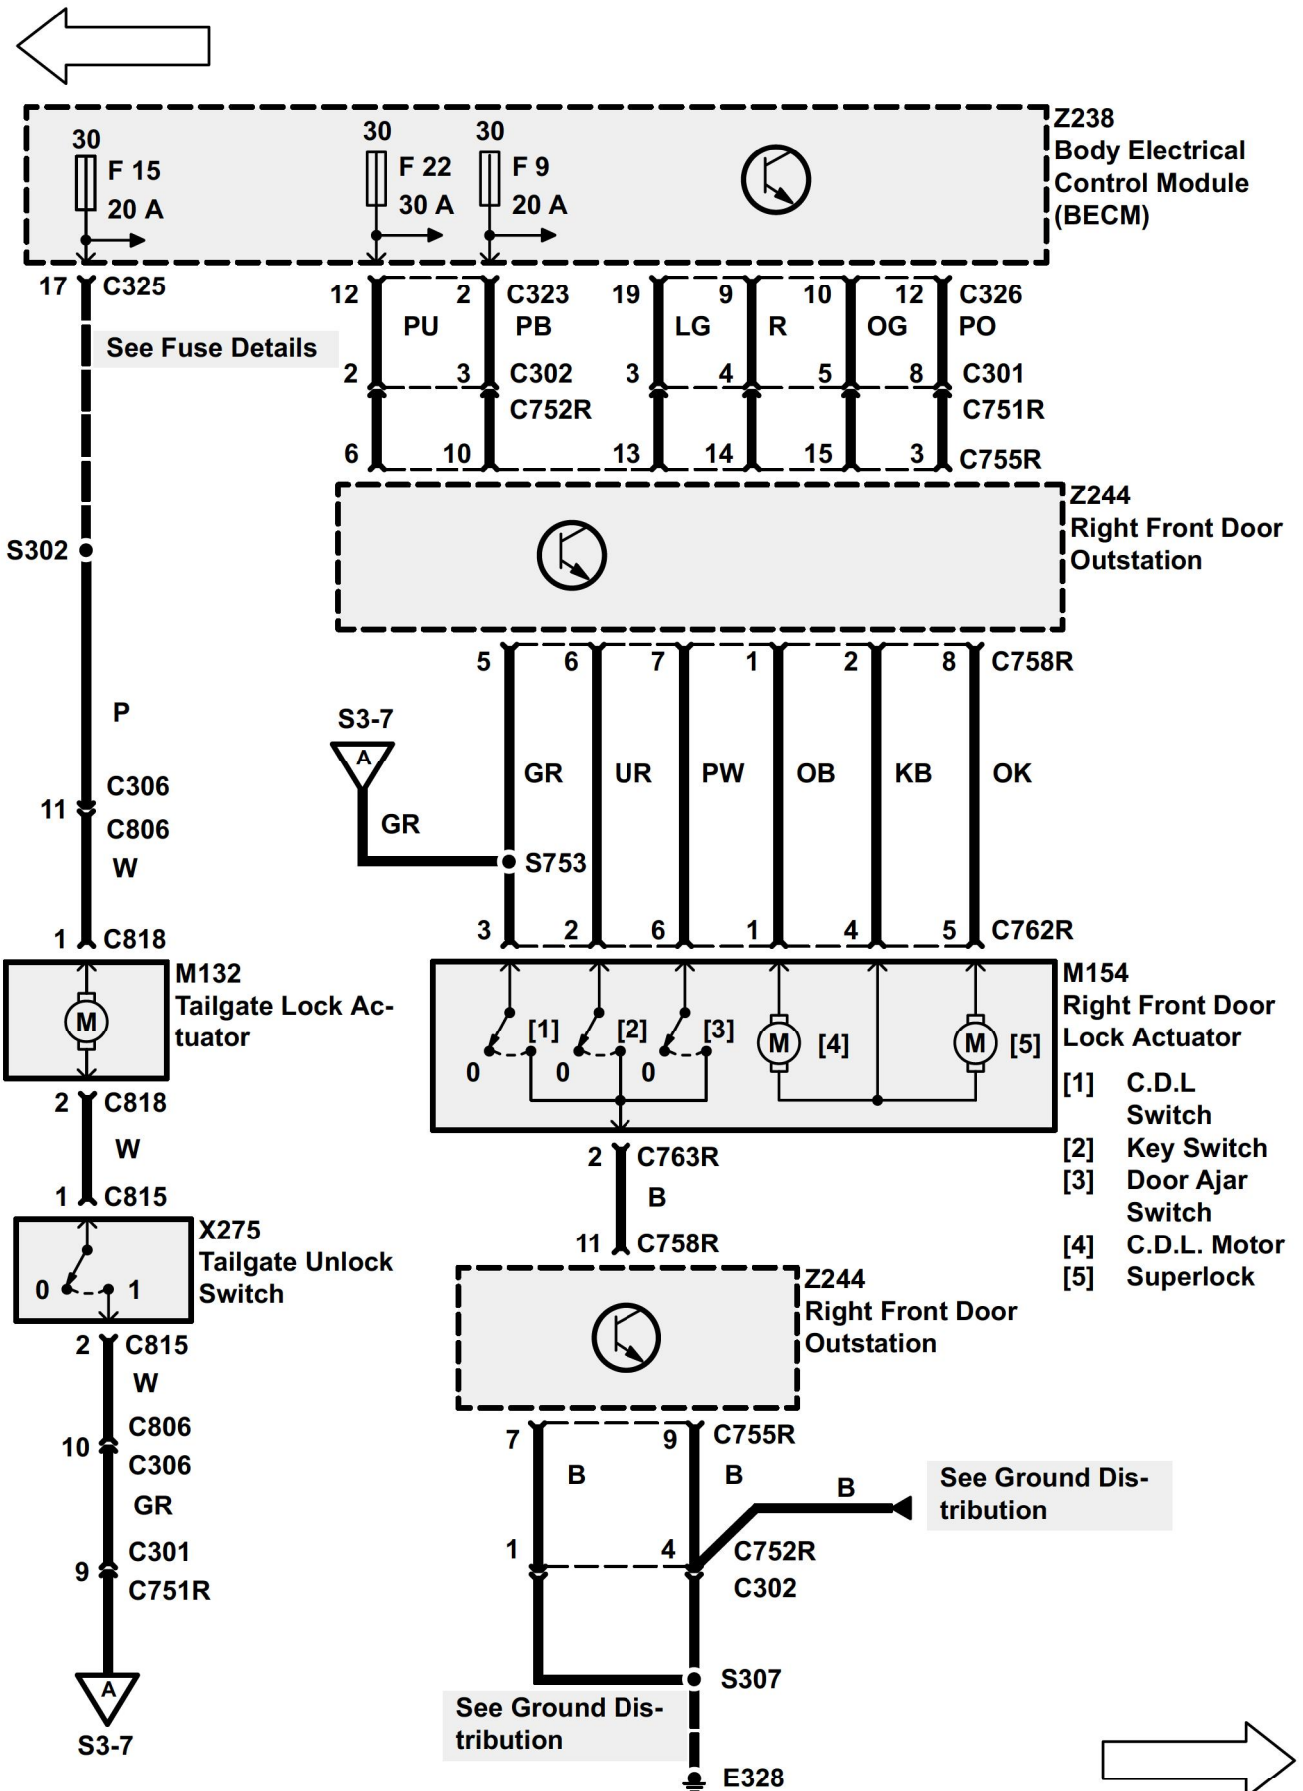 Z238
Body Electrical
Control Module
(BECM)
30
F 15
20 A
30
F 22
30 A
30
F 9
20 A
17 C325
12 2 C323
19 9 10 12 C326
PU PB LG R OG PO
See Fuse Details
2 3 C302
3 4 5 8 C301
C752R
C751R
6 10 13 14 15 3 C755R
Z244
Right Front Door
Outstation
S302
5 6 7 1 2 8 C758R
P
S3-7
A
GR UR PW OB KB OK
C306
11
C806
GR
W
S753
1 C818
3 2 6 1 4 5 C762R
M132
Tailgate Lock Ac-
tuator
M
M154
Right Front Door
Lock Actuator
[1] [2] [3]
M [4]
M [5]
0 0 0
[1] C.D.L
Switch
[2] Key Switch
[3] Door Ajar
Switch
[4] C.D.L. Motor
[5] Superlock
2 C818
W
1 C815
2 C763R
B
11 C758R
X275
Tailgate Unlock
Switch
0 1
Z244
Right Front Door
Outstation
2 C815
W
C806
10
C306
GR
C301
9
C751R
A
S3-7
7 9 C755R
B B B
See Ground Dis-
tribution
1 4 C752R
C302
S307
See Ground Dis-
tribution
E328